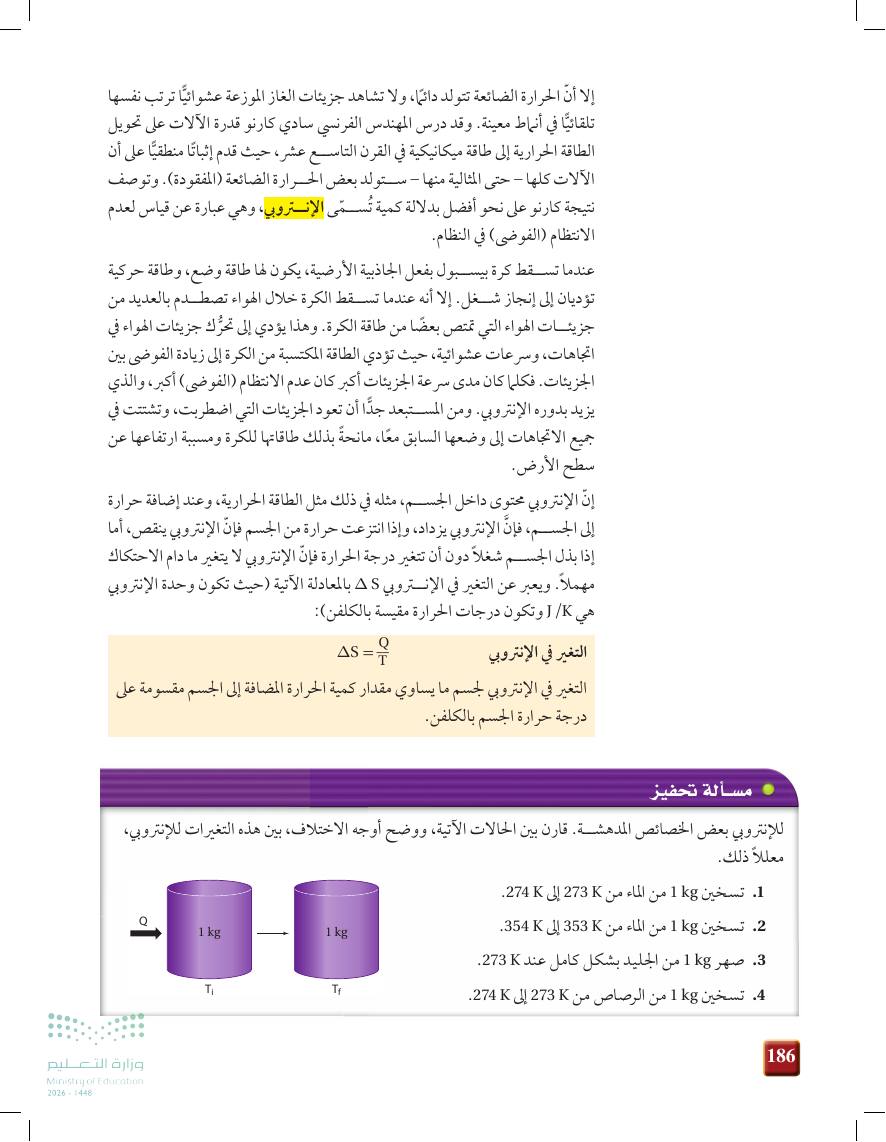 إلا أنّ الحرارة الضائعة تتولد دائمًا، ولا تشاهد جزيئات الغاز الموزعة عشوائيًّا ترتب نفسها
تلقائيًّا في أنماط معينة. وقد درس المهندس الفرنسي سادي كارنو قدرة الآلات على تحويل
الطاقة الحرارية إلى طاقة ميكانيكية في القرن التاسع عشر، حيث قدم إثباتًا منطقيًّا على أن
الآلات كلها – حتى المثالية منها – ستولد بعض الحرارة الضائعة (المفقودة). وتوصف
نتيجة كارنو على نحو أفضل بدلالة كمية تُسمّى الإنتروبي، وهي عبارة عن قياس لعدم
الانتظام (الفوضى) في النظام.
عندما تسقط كرة بيسبول بفعل الجاذبية الأرضية، يكون لها طاقة وضع، وطاقة حركية
تؤديان إلى إنجاز شغل. إلا أنه عندما تسقط الكرة خلال الهواء تصطدم بالعديد من
جزيئات الهواء التي تمتص بعضًا من طاقة الكرة. وهذا يؤدي إلى تحرُّك جزيئات الهواء في
اتجاهات، وسرعات عشوائية، حيث تؤدي الطاقة المكتسبة من الكرة إلى زيادة الفوضى بين
الجزيئات. فكلما كان مدى سرعة الجزيئات أكبر كان عدم الانتظام (الفوضى) أكبر، والذي
يزيد بدوره الإنتروبي. ومن المستبعد جدًّا أن تعود الجزيئات التي اضطربت، وتشتتت في
جميع الاتجاهات إلى وضعها السابق معًا، مانحةً بذلك طاقاتها للكرة ومسببة ارتفاعها عن
سطح الأرض.
إنّ الإنتروبي محتوى داخل الجسم، مثله في ذلك مثل الطاقة الحرارية، وعند إضافة حرارة
إلى الجسم، فإنَّ الإنتروبي يزداد، وإذا انتزعت حرارة من الجسم فإنّ الإنتروبي ينقص، أما
إذا بذل الجسم شغلاً دون أن تتغير درجة الحرارة فإنّ الإنتروبي لا يتغير ما دام الاحتكاك
مهملاً. ويعبر عن التغير في الإنتروبي Δ S بالمعادلة الآتية (حيث تكون وحدة الإنتروبي
هي J/K وتكون درجات الحرارة مقيسة بالكلفن):
التغير في الإنتروبي ΔS = Q/T
التغير في الإنتروبي لجسم ما يساوي مقدار كمية الحرارة المضافة إلى الجسم مقسومة على
درجة حرارة الجسم بالكلفن.
مسألة تحفيز
للإنتروبي بعض الخصائص المدهشة. قارن بين الحالات الآتية، ووضح أوجه الاختلاف، بين هذه التغيرات للإنتروبي،
معللاً ذلك.
1. تسخين 1 kg من الماء من 273 K إلى 274 K.
2. تسخين 1 kg من الماء من 353 K إلى 354 K.
3. صهر 1 kg من الجليد بشكل كامل عند 273 K.
4. تسخين 1 kg من الرصاص من 273 K إلى 274 K.
Q
1 kg
1 kg
Ti
Tf
وزارة التعليم
Ministry of Education
2026 - 1448
186